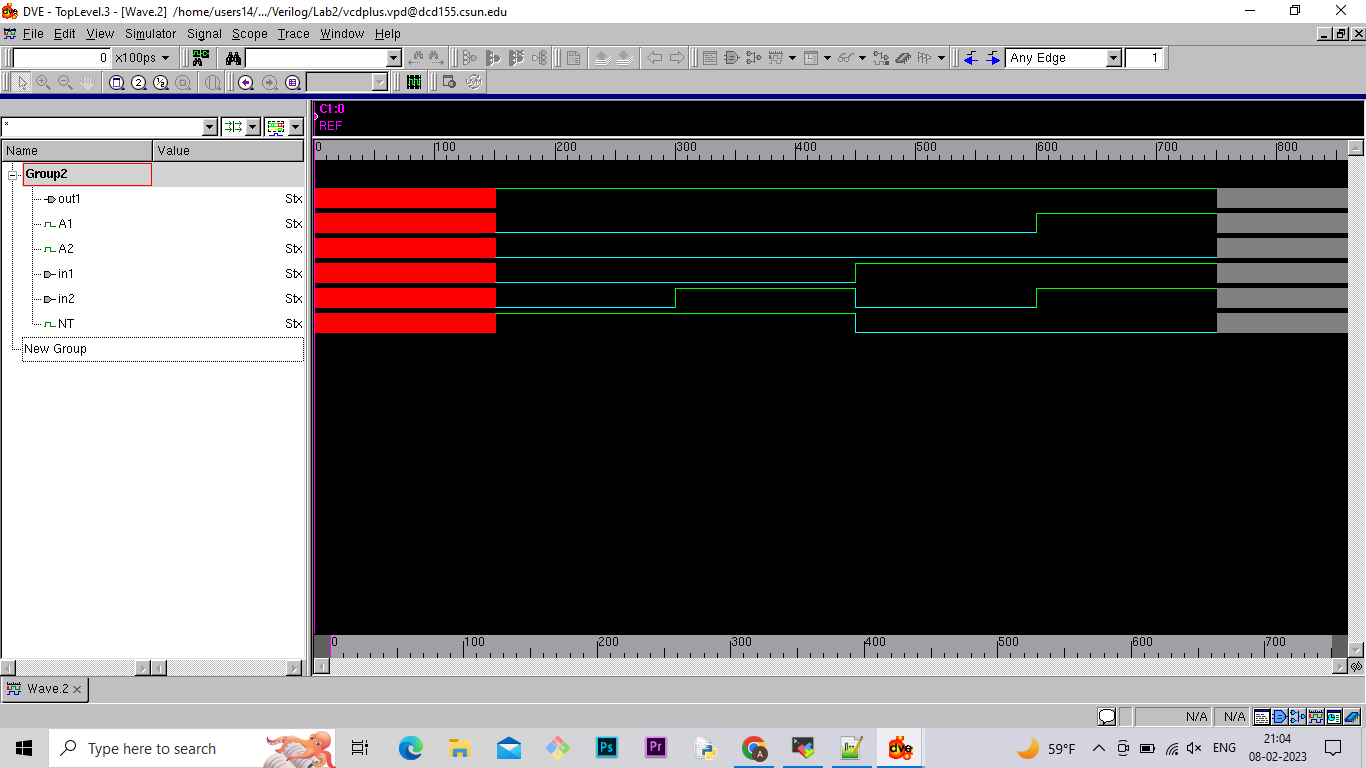 DVE - TopLevel.3 - [Wave.2] /home/users14/.../Verilog/Lab2/vcdplus.vpd@dcd155.csun.edu
File Edit View Simulator Signal Scope Trace Window Help
0 x100ps Any Edge 1
C1:0
REF
*
Name Value
0 100 200 300 400 500 600 700 800
Group2
out1 Stx
A1 Stx
A2 Stx
in1 Stx
in2 Stx
NT Stx
New Group
0 100 200 300 400 500 600 700
Wave.2
N/A N/A
Type here to search
Ps
Pr
A
dve
59°F
ENG
21:04
08-02-2023